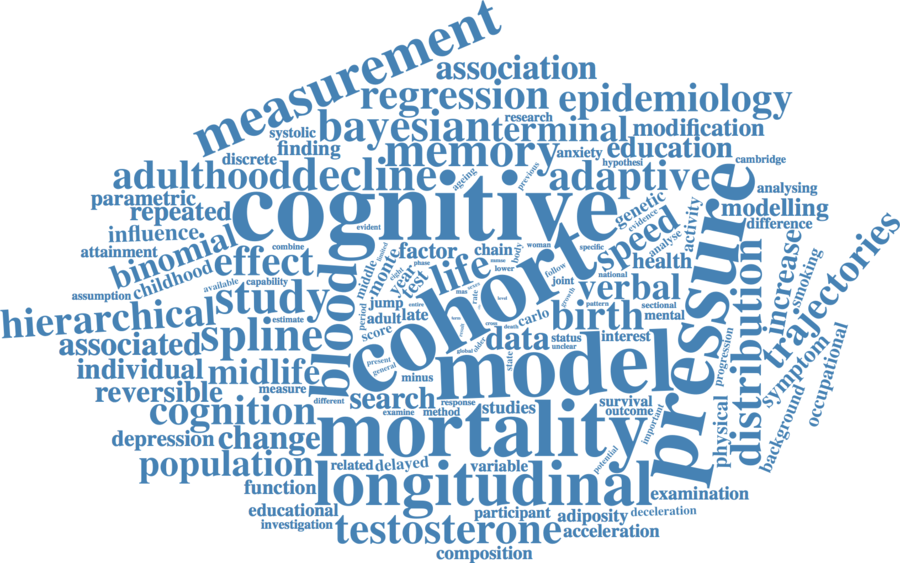 measurement
association
regression
epidemiology
research
systolic
bayesian
terminal
modification
finding
memory
anxiety
education
discrete
hypothesi
cambridge
adulthood
decline
ageing
previous
adaptive
analysing
parametric
repeated
cognitive
genetic
evidence
activity
modelling
difference
influence
evident
attainment
binomial
combine
factor
chain
body
woman
specific
speed
analyse
pressure
effect
middle
monte
year
test
life
lower
follow
health
childhood
available
capability
joint
national
verbal
increase
smoking
trajectories
assumption
study
blood
period
jump
entire
cohort
pattern
sectional
hierarchical
estimate
adult
late
carlo
birth
mental
spline
score
data
status
unclear
interest
distribution
associated
present
general
global
older
state
model
progression
symptom
occupational
individual
midlife
minus
reversible
measure
different
search
response
survival
outcome
background
cognition
examine
method
studies
important
physical
depression
change
mortality
potential
population
related
delayed
variable
function
longitudinal
examination
educational
participant
adiposity
deceleration
investigation
testosterone
acceleration
composition